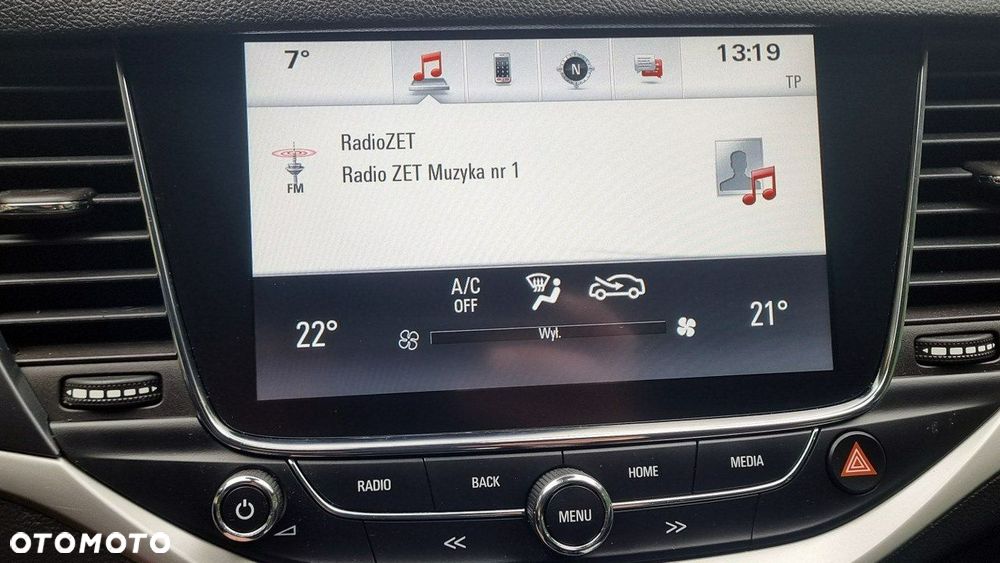 7°
N
13:19
TP
RadioZET
FM
Radio ZET Muzyka nr 1
A/C
OFF
22°
Wył.
21°
RADIO
BACK
MENU
HOME
MEDIA
OTOMOTO